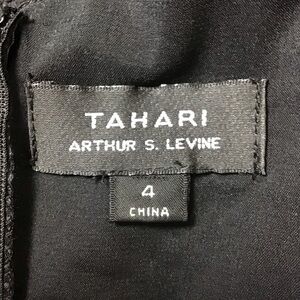 TAHARI
ARTHUR S. LEVINE
4
CHINA